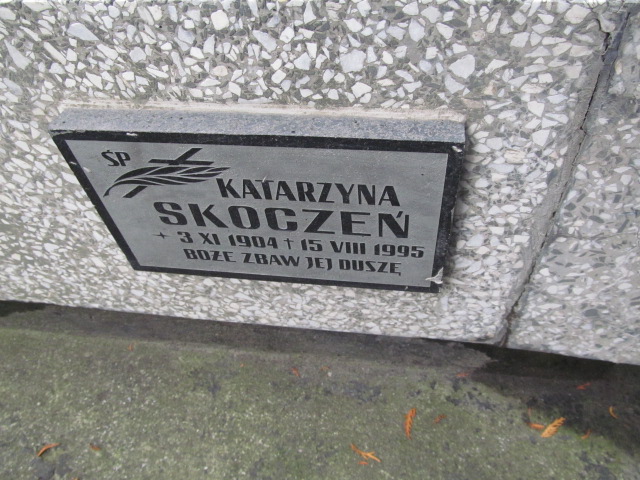 ŚP
KATARZYNA
SKOCZEŃ
+ 3 XI 1904 † 15 VIII 1995
BOŻE ZBAW JEJ DUSZĘ